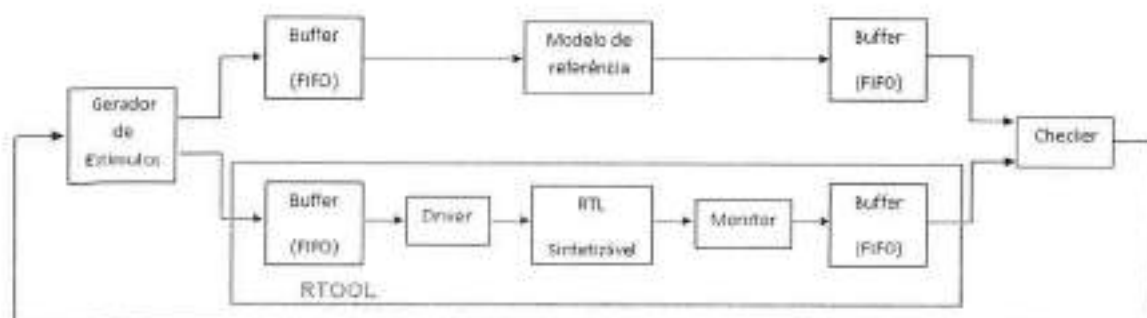 Buffer
(FIFO)
Modelo de
referência
Buffer
(FIFO)
Gerador
de
Estímulos
Checker
Buffer
(FIFO)
Driver
RTL
Sintetizável
Monitor
Buffer
(FIFO)
RTOOL